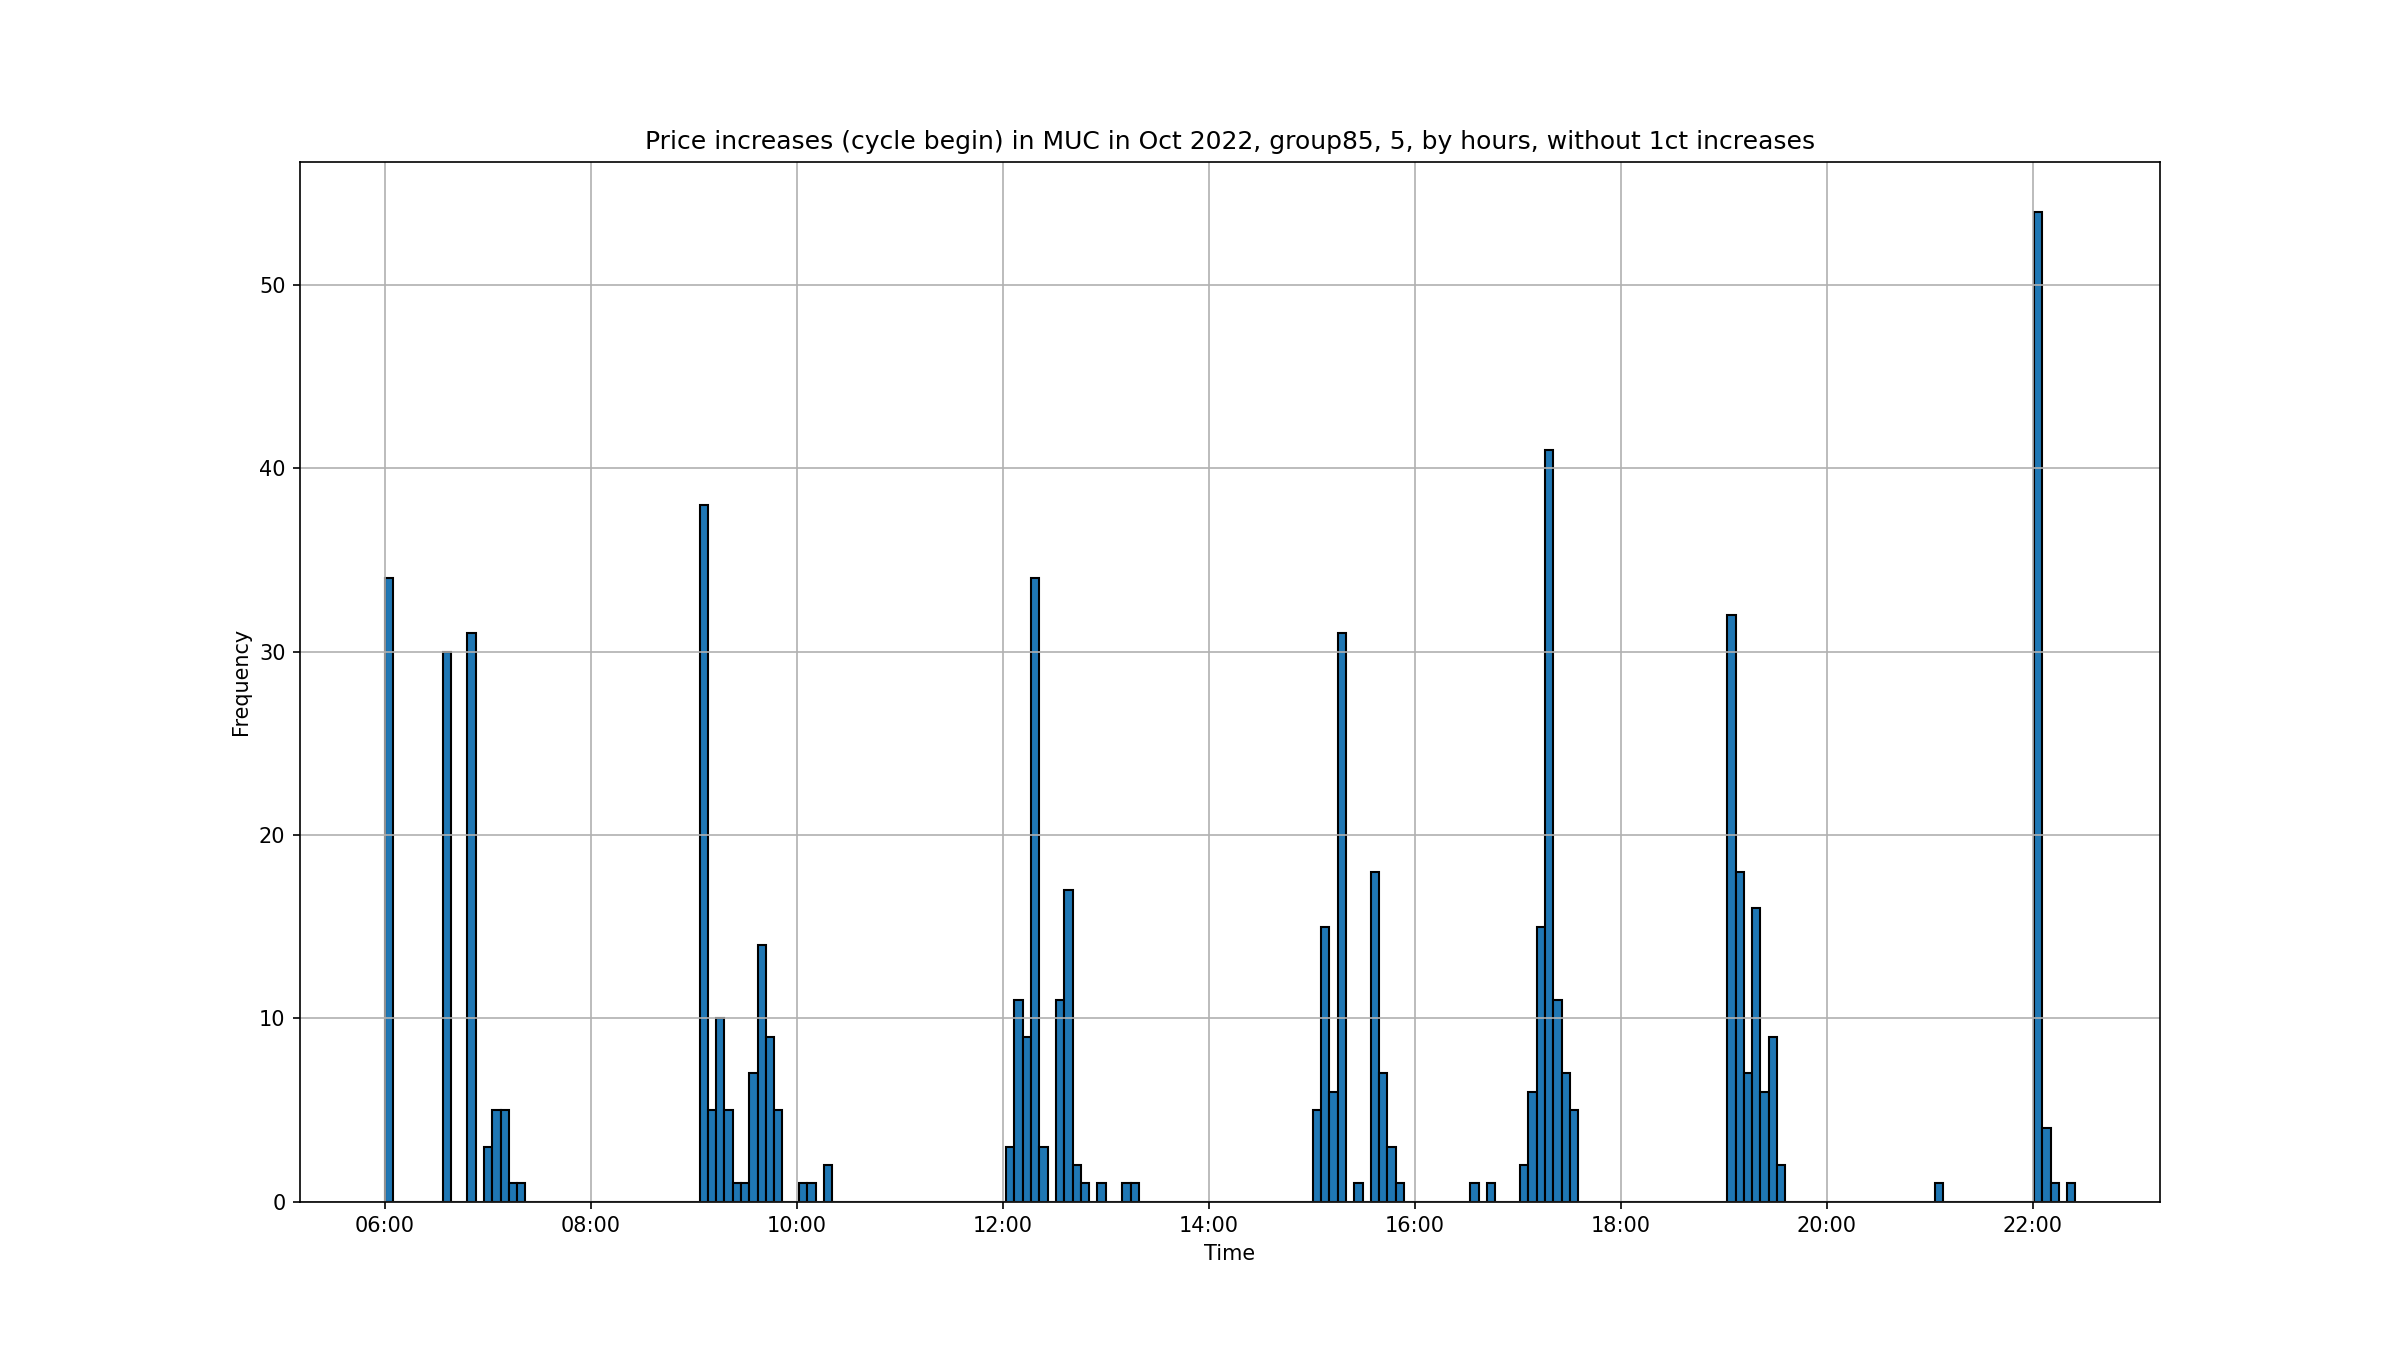 Price increases (cycle begin) in MUC in Oct 2022, group85, 5, by hours, without 1ct increases
50
40
30
20
10
0
Frequency
06:00 08:00 10:00 12:00 14:00 16:00 18:00 20:00 22:00
Time